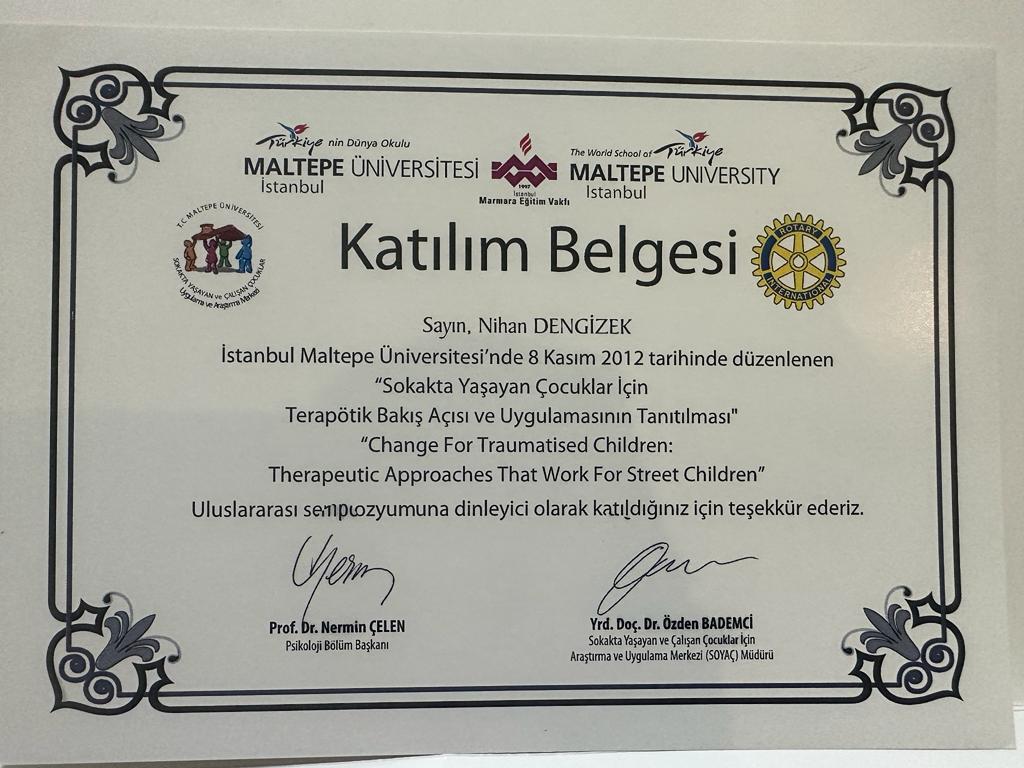 Türkiye nin Dünya Okulu
MALTEPE ÜNİVERSİTESİ
İstanbul
1997
İstanbul
Marmara Eğitim Vakfı
The World School of Türkiye
MALTEPE UNIVERSITY
Istanbul
T.C MALTEPE ÜNİVERSİTESİ
SOKAKTA YAŞAYAN ve ÇALIŞAN ÇOCUKLAR
Uygulama ve Araştırma Merkezi
Katılım Belgesi
ROTARY
INTERNATIONAL
Sayın, Nihan DENGİZEK
İstanbul Maltepe Üniversitesi’nde 8 Kasım 2012 tarihinde düzenlenen
“Sokakta Yaşayan Çocuklar İçin
Terapötik Bakış Açısı ve Uygulamasının Tanıtılması"
“Change For Traumatised Children:
Therapeutic Approaches That Work For Street Children”
Uluslararası sempozyumuna dinleyici olarak katıldığınız için teşekkür ederiz.
Prof. Dr. Nermin ÇELEN
Psikoloji Bölüm Başkanı
Yrd. Doç. Dr. Özden BADEMCİ
Sokakta Yaşayan ve Çalışan Çocuklar İçin
Araştırma ve Uygulama Merkezi (SOYAÇ) Müdürü